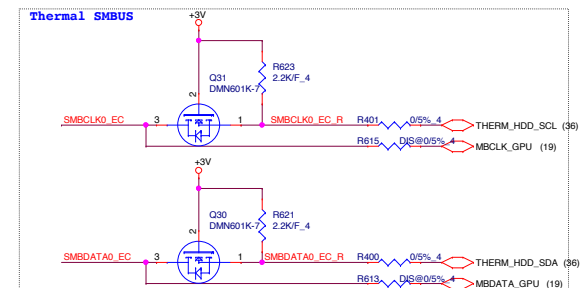 Thermal SMBUS
+3V
R623
2.2K/F_4
Q31
DMN601K-7
2
SMBCLK0_EC 3 1 SMBCLK0_EC_R R401 0/5%_4 THERM_HDD_SCL (36)
R615 DIS@0/5%_4 MBCLK_GPU (19)
+3V
Q30 R621
DMN601K-7 2.2K/F_4
2
SMBDATA0_EC 3 1 SMBDATA0_EC_R R400 0/5%_4 THERM_HDD_SDA (36)
R613 DIS@0/5%_4 MBDATA_GPU (19)